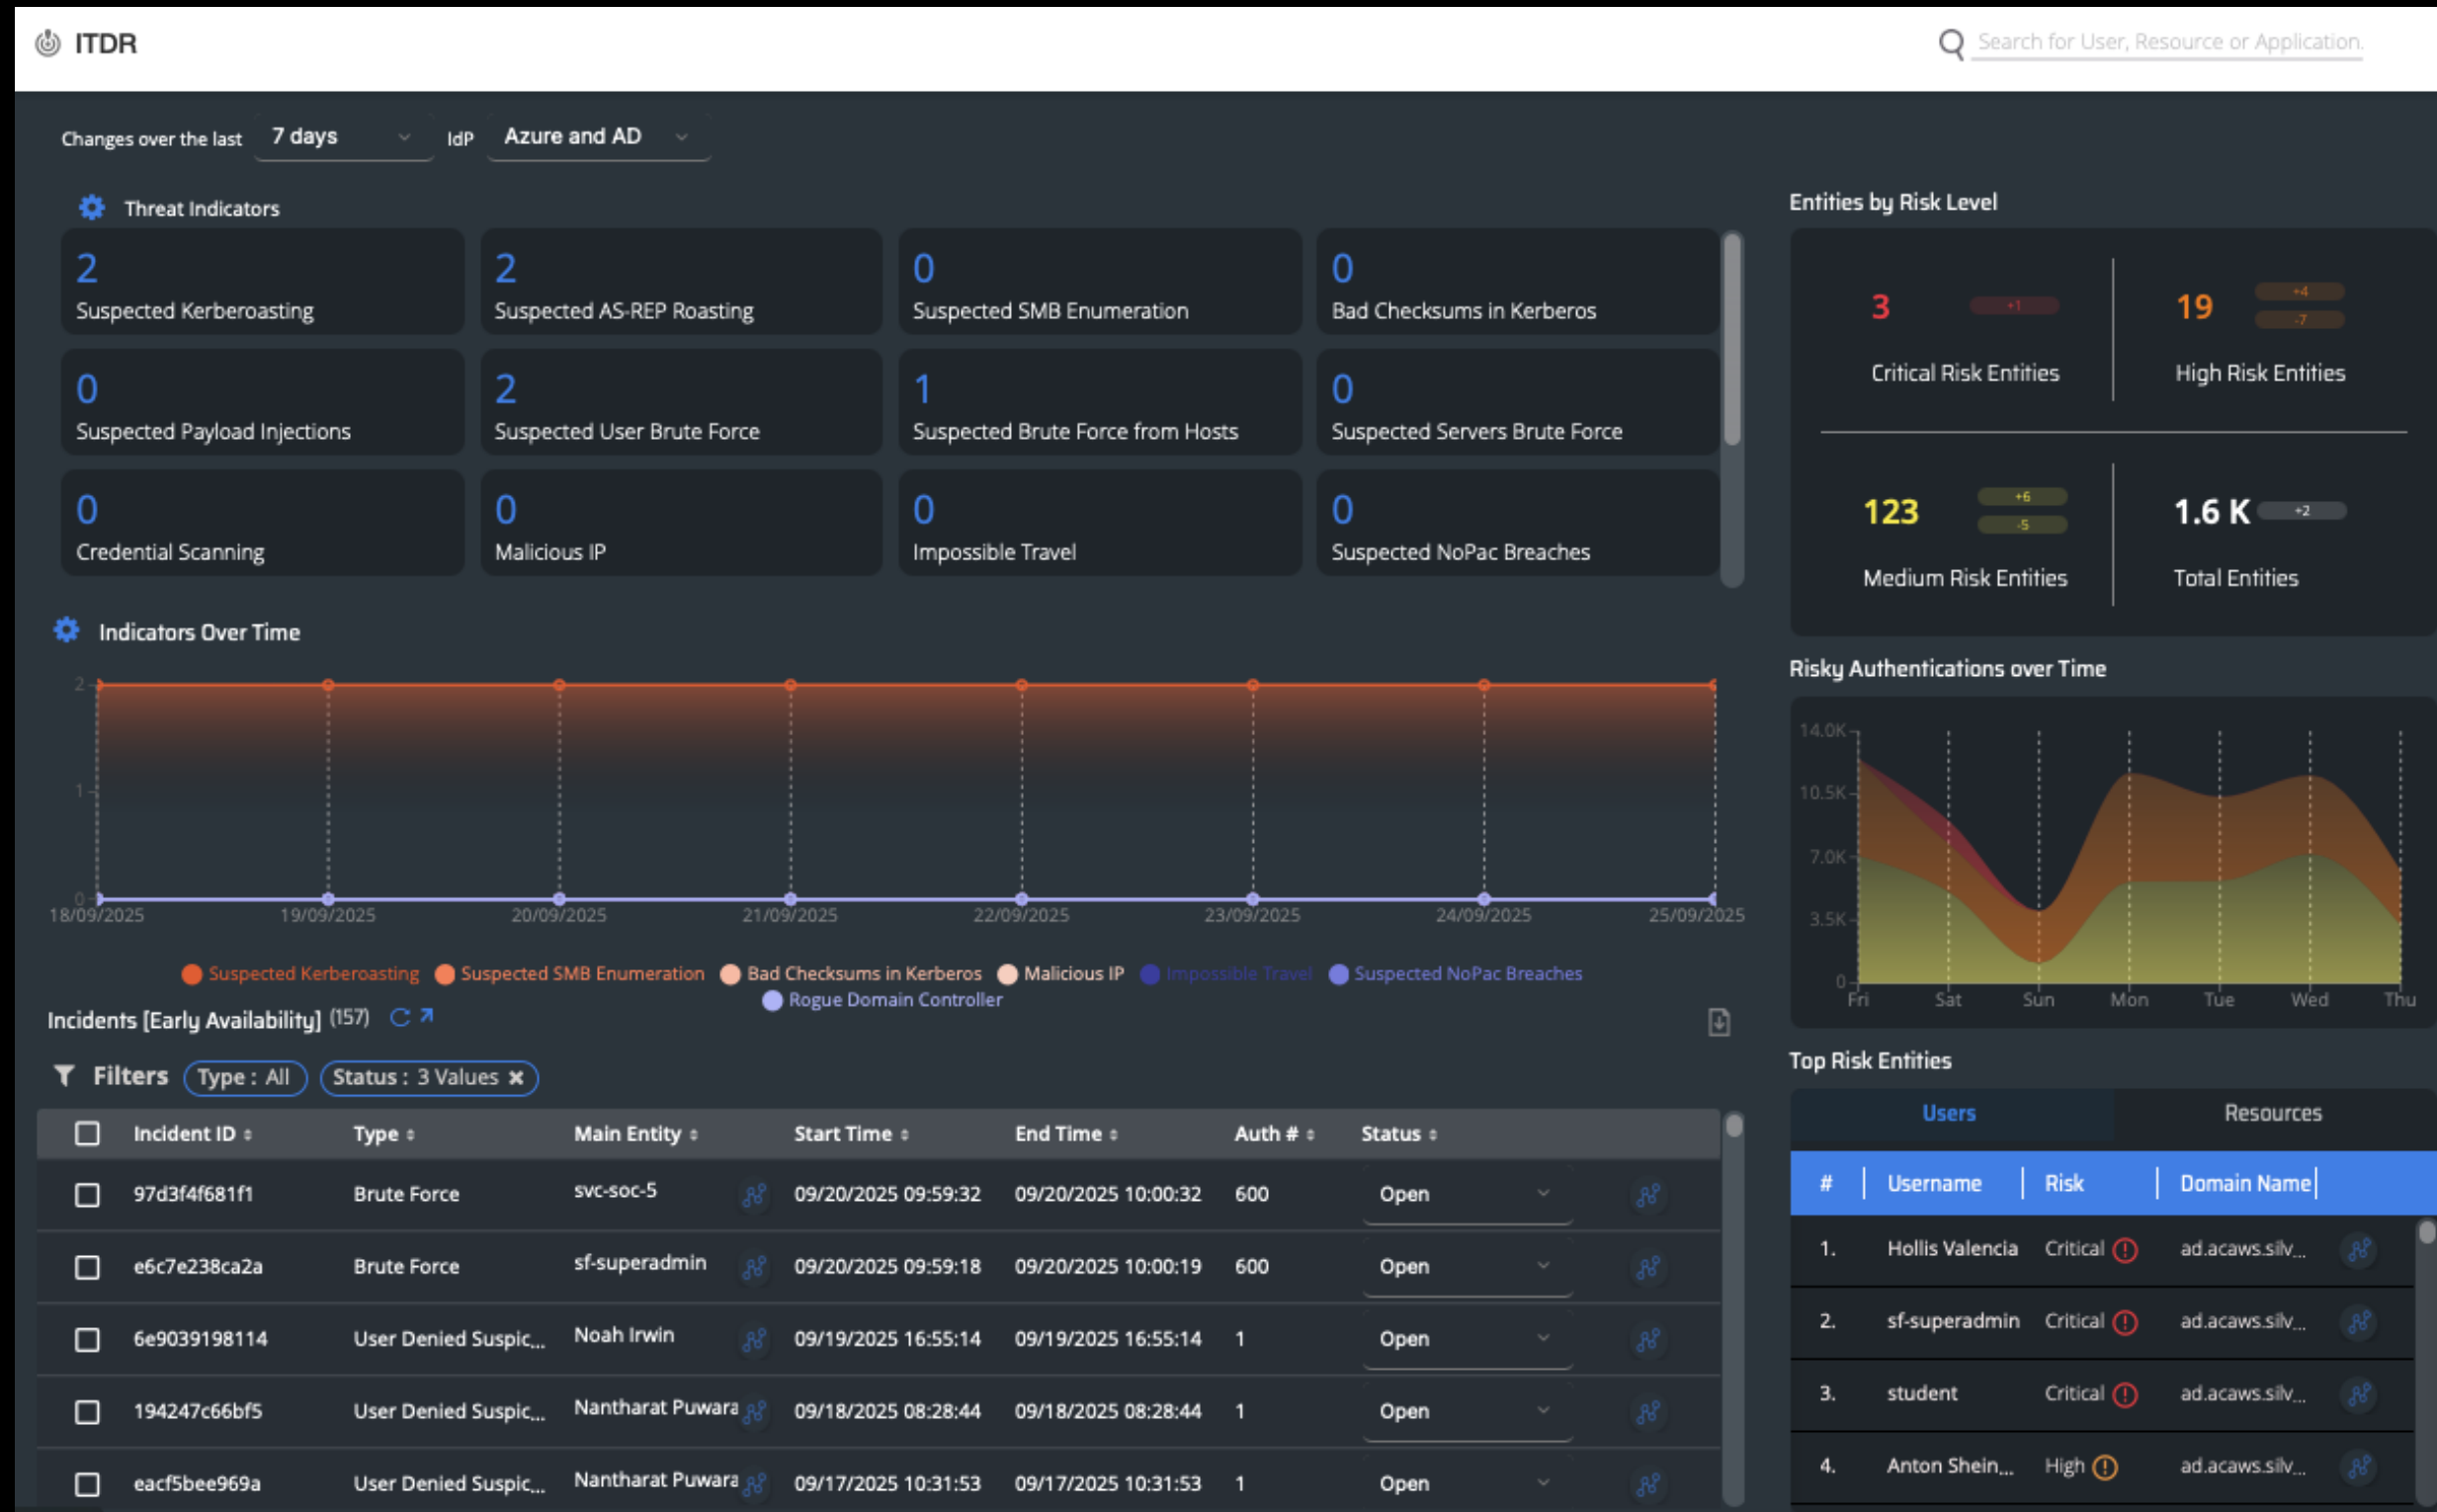 ITDR
Search for User, Resource or Application.
Changes over the last 7 days IdP Azure and AD
Threat Indicators
2
Suspected Kerberoasting
2
Suspected AS-REP Roasting
0
Suspected SMB Enumeration
0
Bad Checksums in Kerberos
0
Suspected Payload Injections
2
Suspected User Brute Force
1
Suspected Brute Force from Hosts
0
Suspected Servers Brute Force
0
Credential Scanning
0
Malicious IP
0
Impossible Travel
0
Suspected NoPac Breaches
Indicators Over Time
2
1
0
18/09/2025 19/09/2025 20/09/2025 21/09/2025 22/09/2025 23/09/2025 24/09/2025 25/09/2025
Suspected Kerberoasting Suspected SMB Enumeration Bad Checksums in Kerberos Malicious IP Impossible Travel Suspected NoPac Breaches
Rogue Domain Controller
Incidents [Early Availability] (157)
Filters Type : All Status : 3 Values
Incident ID Type Main Entity Start Time End Time Auth # Status
97d3f4f681f1 Brute Force svc-soc-5 09/20/2025 09:59:32 09/20/2025 10:00:32 600 Open
e6c7e238ca2a Brute Force sf-superadmin 09/20/2025 09:59:18 09/20/2025 10:00:19 600 Open
6e9039198114 User Denied Suspic... Noah Irwin 09/19/2025 16:55:14 09/19/2025 16:55:14 1 Open
194247c66bf5 User Denied Suspic... Nantharat Puwara 09/18/2025 08:28:44 09/18/2025 08:28:44 1 Open
eacf5bee969a User Denied Suspic... Nantharat Puwara 09/17/2025 10:31:53 09/17/2025 10:31:53 1 Open
Entities by Risk Level
3 +1
Critical Risk Entities
19 +4 -7
High Risk Entities
123 +6 -5
Medium Risk Entities
1.6 K +2
Total Entities
Risky Authentications over Time
14.0K
10.5K
7.0K
3.5K
0
Fri Sat Sun Mon Tue Wed Thu
Top Risk Entities
Users Resources
# Username Risk Domain Name
1. Hollis Valencia Critical ad.acaws.silv...
2. sf-superadmin Critical ad.acaws.silv...
3. student Critical ad.acaws.silv...
4. Anton Shein... High ad.acaws.silv...